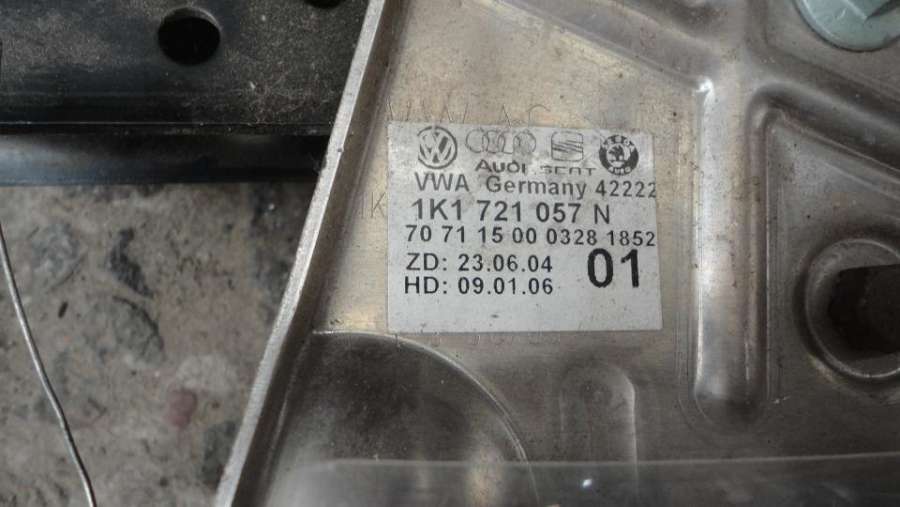 AUDI SEAT
VWA Germany 42222
1K1 721 057 N
70 71 15 00 0328 1852
ZD: 23.06.04
HD: 09.01.06
01